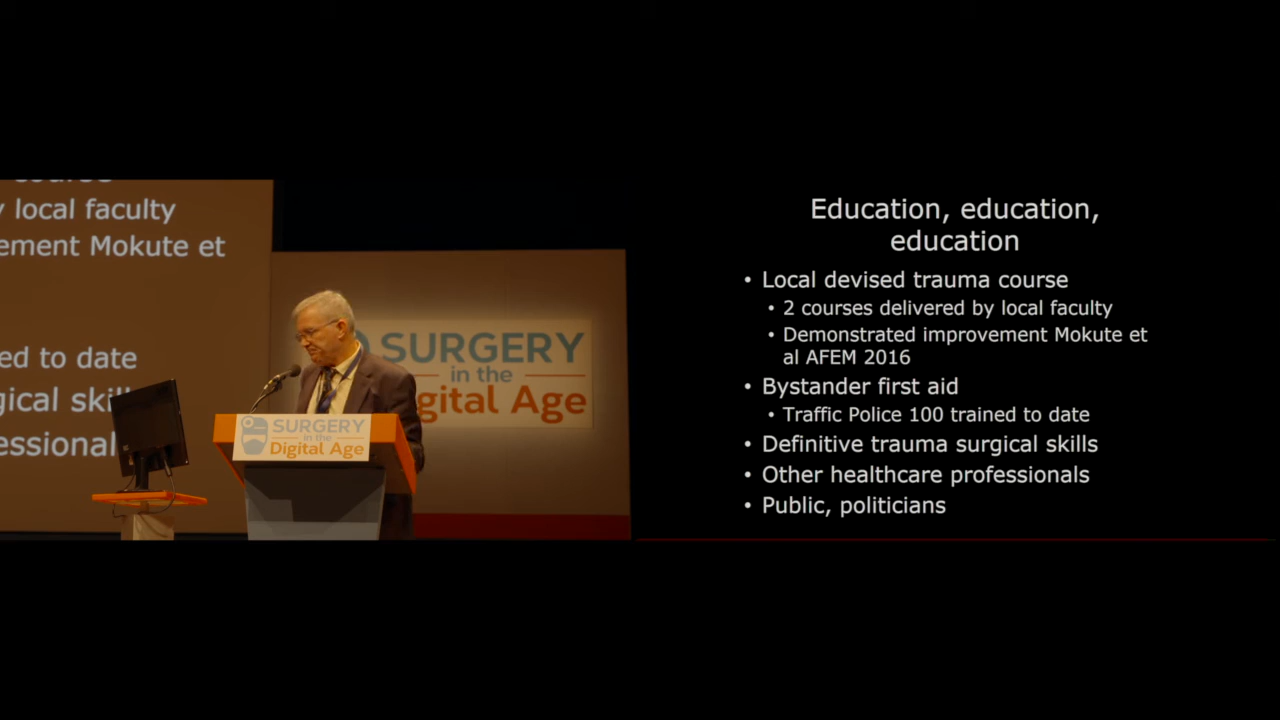 course
local faculty
ement Mokute et
ed to date
gical ski
essional
SURGERY
in the
gital Age
SURGERY
in the
Digital Age
Education, education,
education
• Local devised trauma course
• 2 courses delivered by local faculty
• Demonstrated improvement Mokute et
al AFEM 2016
• Bystander first aid
• Traffic Police 100 trained to date
• Definitive trauma surgical skills
• Other healthcare professionals
• Public, politicians